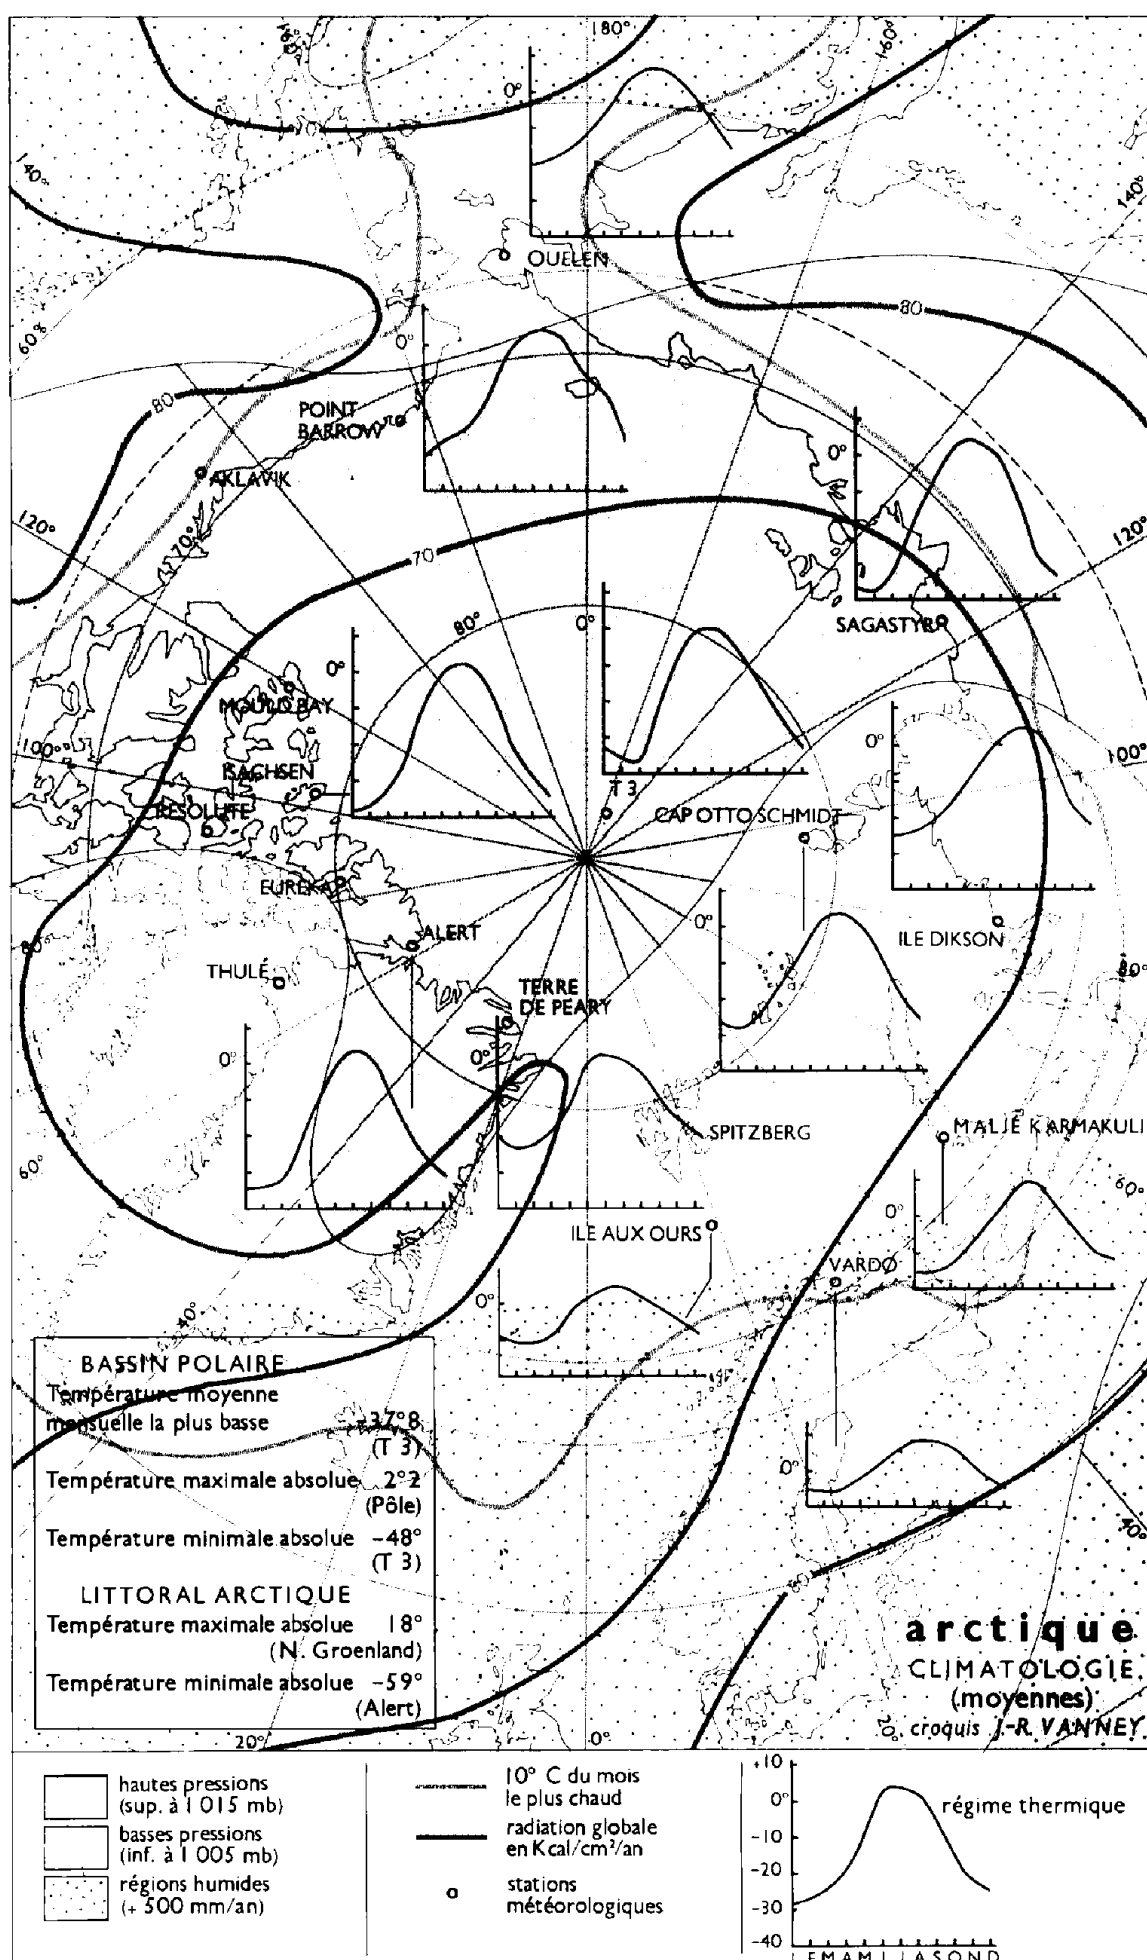 160°
180°
160°
0°
70
140°
140°
OUELEN
60%
0°
80
80
POINT
BARROW
0°
AKLAVIK
120°
70°
120°
70
80°
0°
SAGASTYR
0°
MOULD BAY
0°
100°
100°
ISACHSEN
T 3
RESOLUTE
CAP OTTO SCHMIDT
EUREKA
0°
80°
ALERT
ILE DIKSON
THULÉ
80°
TERRE
DE PEARY
0°
0°
SPITZBERG
MALIE KARMAKULI
60°
60°
ILE AUX OURS
0°
VARDØ
0°
40°
BASSIN POLAIRE
Température moyenne
mensuelle la plus basse -37°8
(T 3)
Température maximale absolue 2°2
(Pôle)
0°
Température minimale absolue -48°
(T 3)
40°
80
LITTORAL ARCTIQUE
Température maximale absolue 18°
(N. Groenland)
Température minimale absolue -59°
(Alert)
arctique
CLIMATOLOGIE
(moyennes)
croquis J.-R. VANNEY
20°
0°
20°
hautes pressions
(sup. à 1 015 mb)
basses pressions
(inf. à 1 005 mb)
régions humides
(+ 500 mm/an)
10° C du mois
le plus chaud
radiation globale
en Kcal/cm²/an
stations
météorologiques
+10
0°
-10
-20
-30
-40
régime thermique
J F M A M J J A S O N D